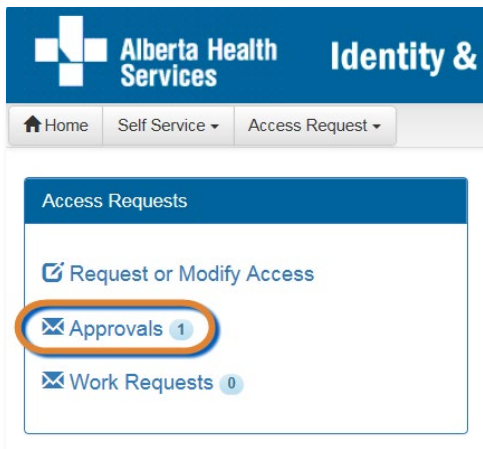 Alberta Health
Services
Identity &
Home Self Service Access Request
Access Requests
Request or Modify Access
Approvals 1
Work Requests 0